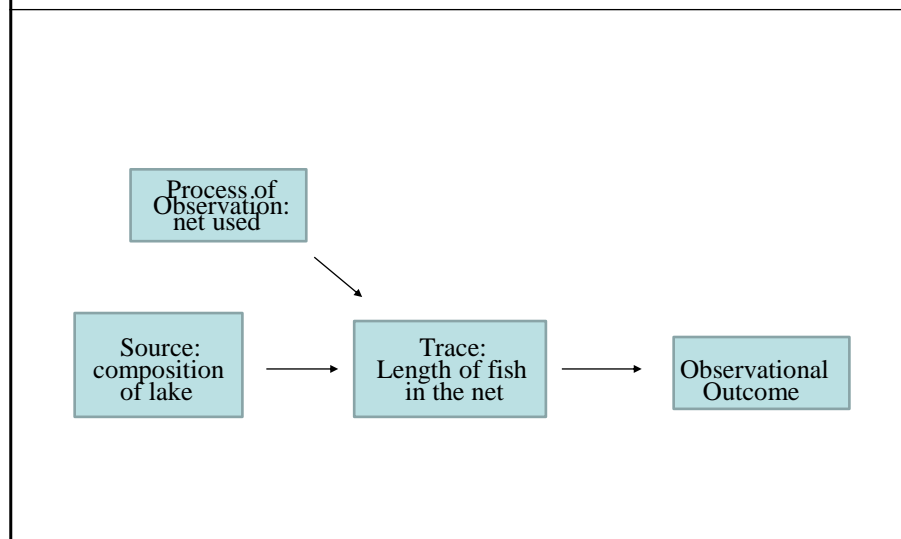 Process of
Observation:
net used
Source:
composition
of lake
Trace:
Length of fish
in the net
Observational
Outcome